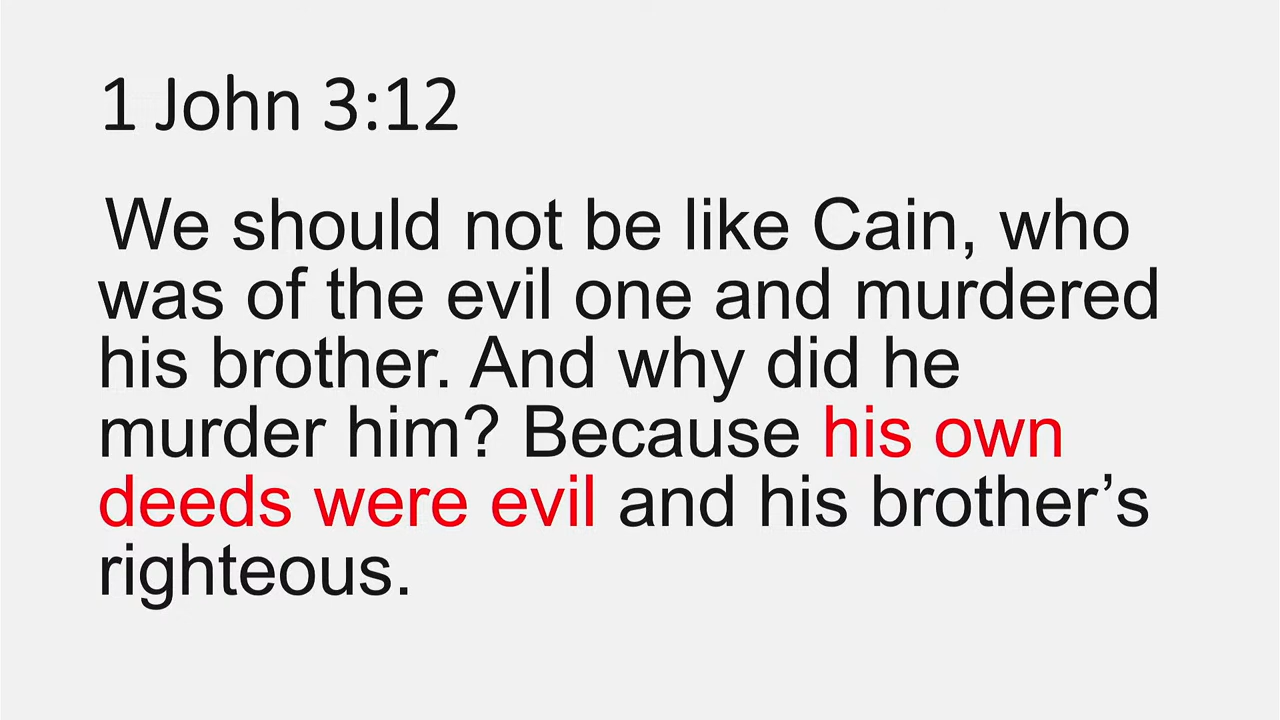 1 John 3:12
We should not be like Cain, who
was of the evil one and murdered
his brother. And why did he
murder him? Because his own
deeds were evil and his brother’s
righteous.